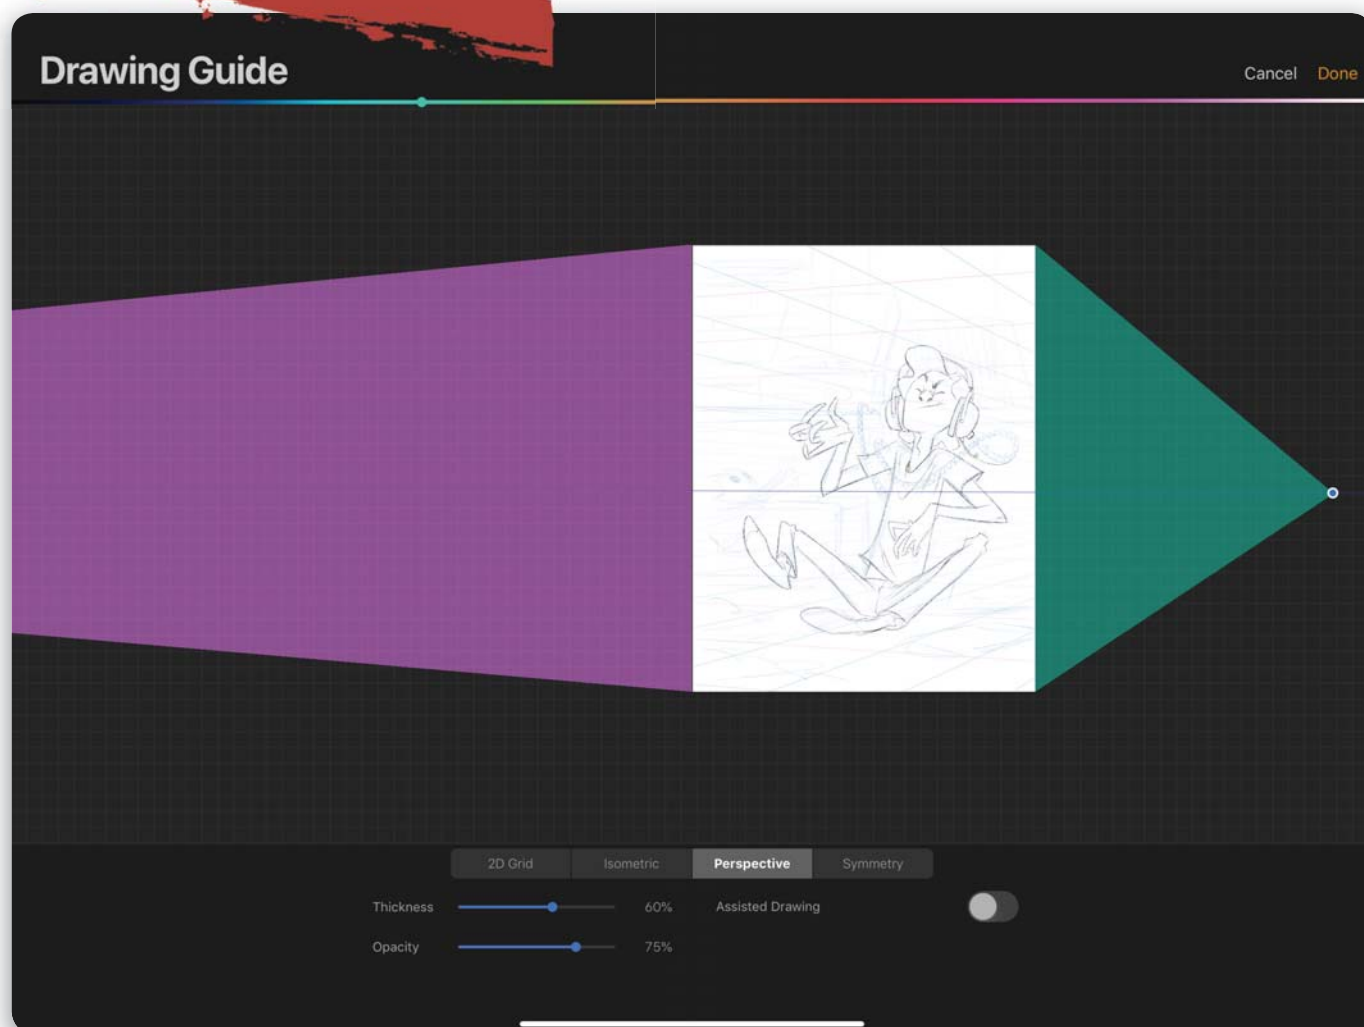 Drawing Guide
Cancel Done
2D Grid Isometric Perspective Symmetry
Thickness 60% Assisted Drawing
Opacity 75%